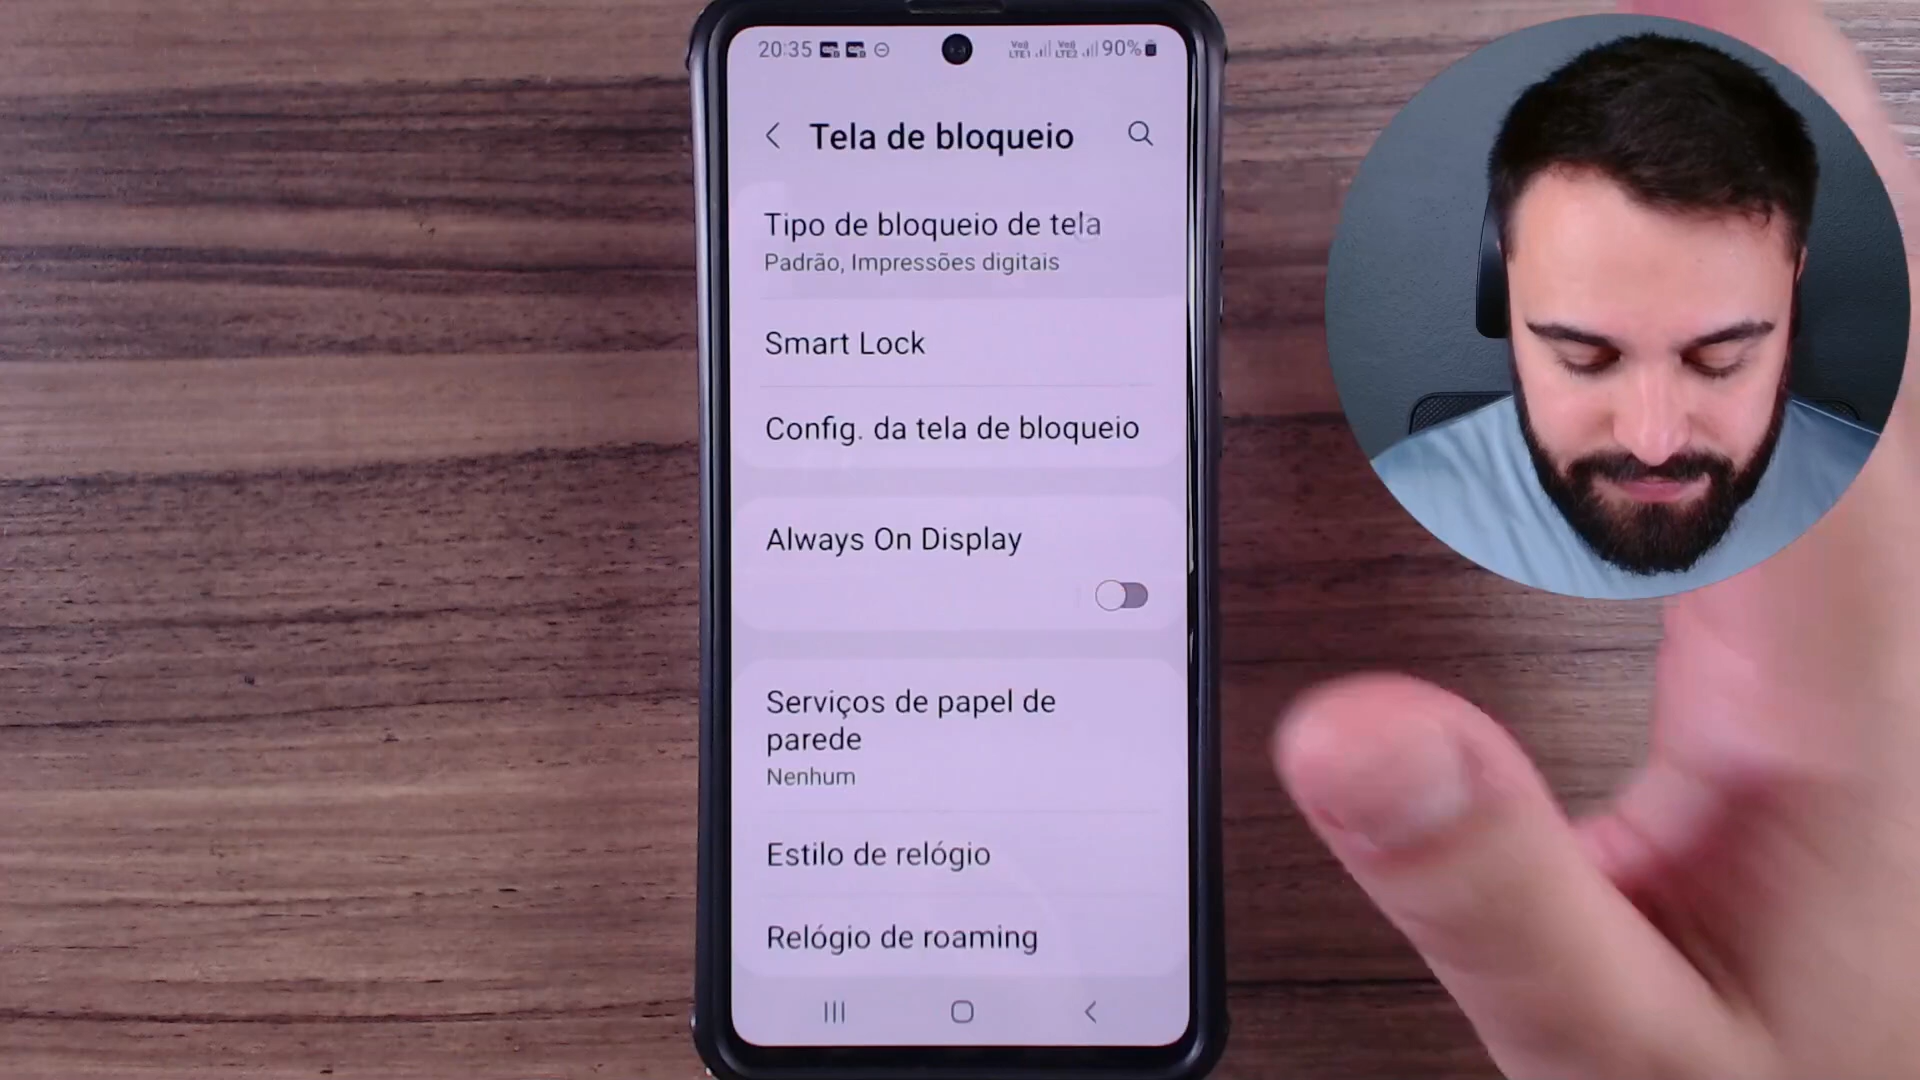 20:35
90%
Tela de bloqueio
Tipo de bloqueio de tela
Padrão, Impressões digitais
Smart Lock
Config. da tela de bloqueio
Always On Display
Serviços de papel de
parede
Nenhum
Estilo de relógio
Relógio de roaming